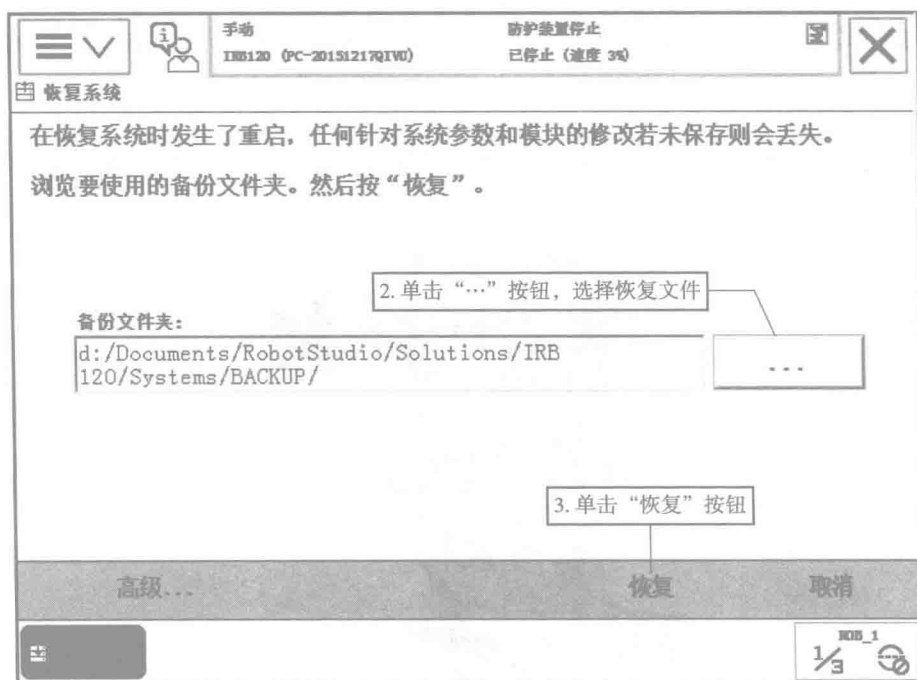 手动
防护装置停止
IRB120 (PC-20151217QIWU)
已停止 (速度 3%)
恢复系统
在恢复系统时发生了重启，任何针对系统参数和模块的修改若未保存则会丢失。
浏览要使用的备份文件夹。然后按“恢复”。
2. 单击“…”按钮，选择恢复文件
备份文件夹：
d:/Documents/RobotStudio/Solutions/IRB
120/Systems/BACKUP/
...
3. 单击“恢复”按钮
高级...
恢复
取消
ROB_1
1/3